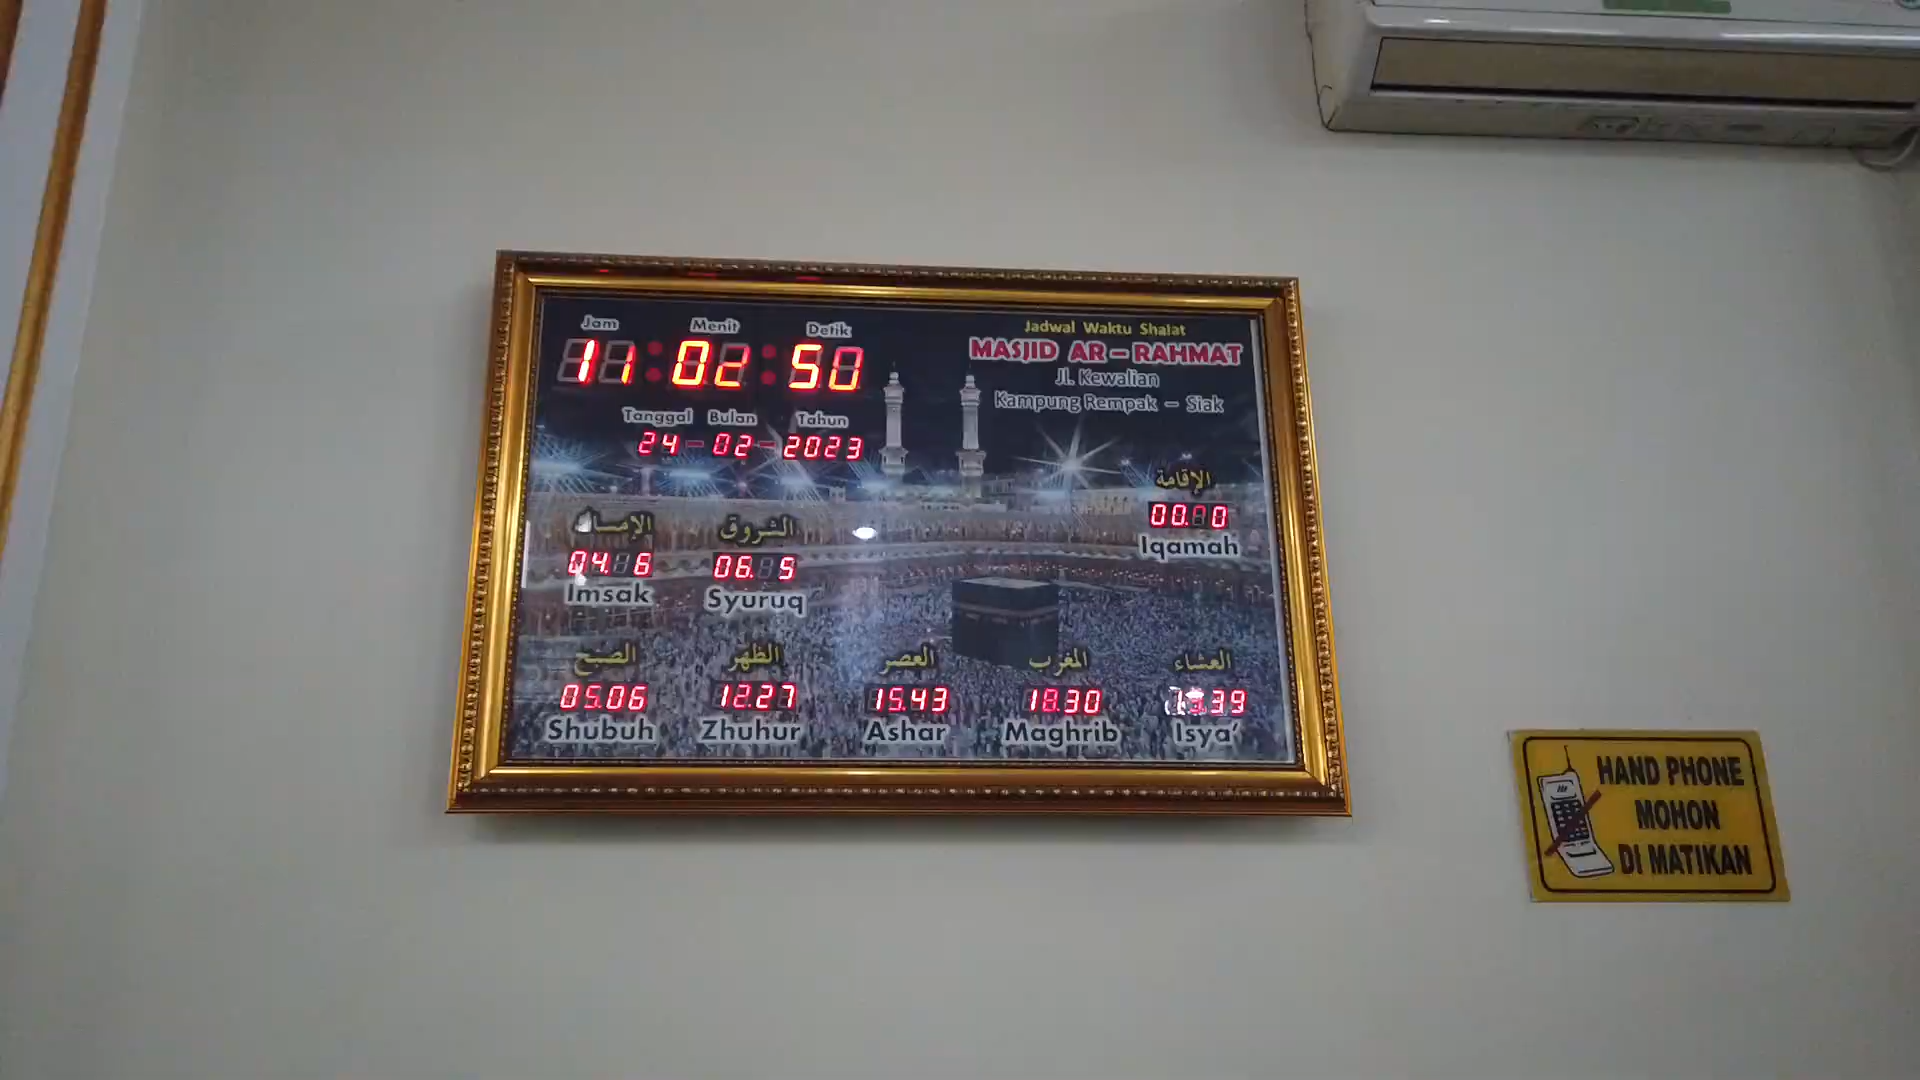 Jam Menit Detik
11:02:50
Tanggal Bulan Tahun
24-02-2023
Jadwal Waktu Shalat
MASJID AR-RAHMAT
Jl. Kewalian
Kampung Rempak - Siak
الإقامة
Iqamah
الإمساك
Imsak
الشروق
Syuruq
الصبح
05.06
Shubuh
الظهر
12.27
Zhuhur
العصر
15.43
Ashar
المغرب
18.30
Maghrib
العشاء
Isya'
HAND PHONE
MOHON
DI MATIKAN